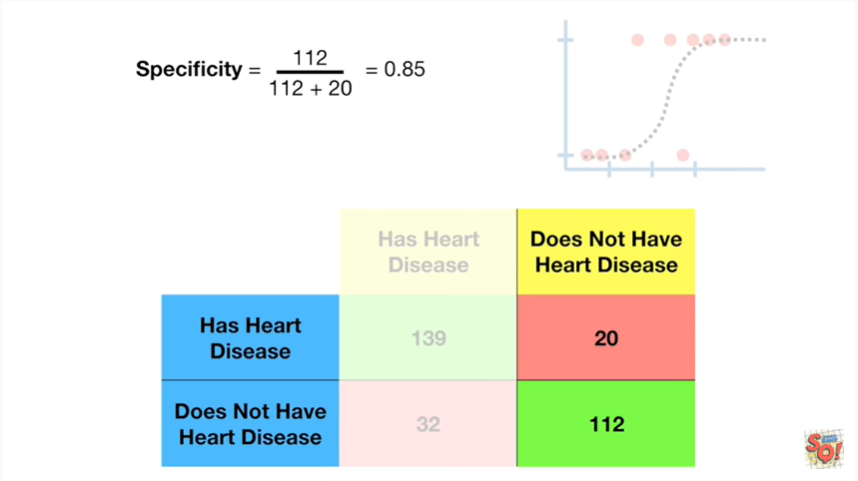 Specificity = 112 / 112 + 20 = 0.85
Has Heart
Disease
Does Not Have
Heart Disease
Has Heart
Disease
139
20
Does Not Have
Heart Disease
32
112
SQ!